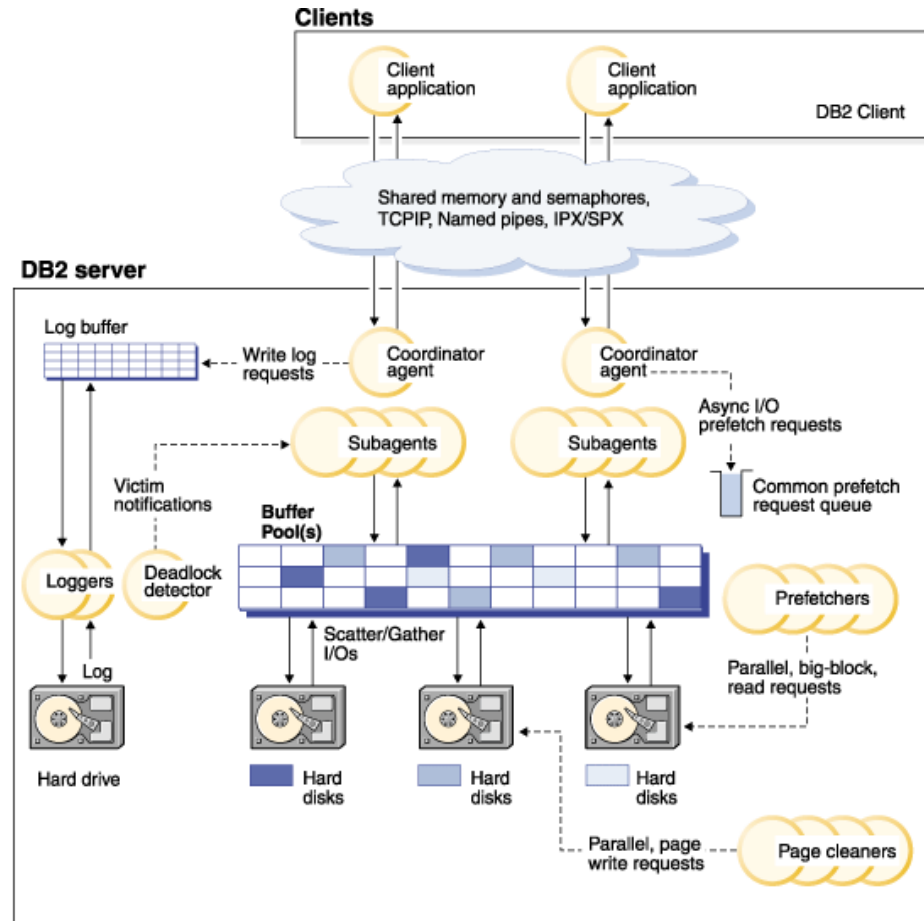 Clients
Client
application
Client
application
DB2 Client
Shared memory and semaphores,
TCPIP, Named pipes, IPX/SPX
DB2 server
Log buffer
Write log
requests
Coordinator
agent
Coordinator
agent
Async I/O
prefetch requests
Subagents
Subagents
Victim
notifications
Common prefetch
request queue
Buffer
Pool(s)
Loggers
Deadlock
detector
Prefetchers
Scatter/Gather
I/Os
Log
Parallel, big-block,
read requests
Hard drive
Hard
disks
Hard
disks
Hard
disks
Parallel, page
write requests
Page cleaners